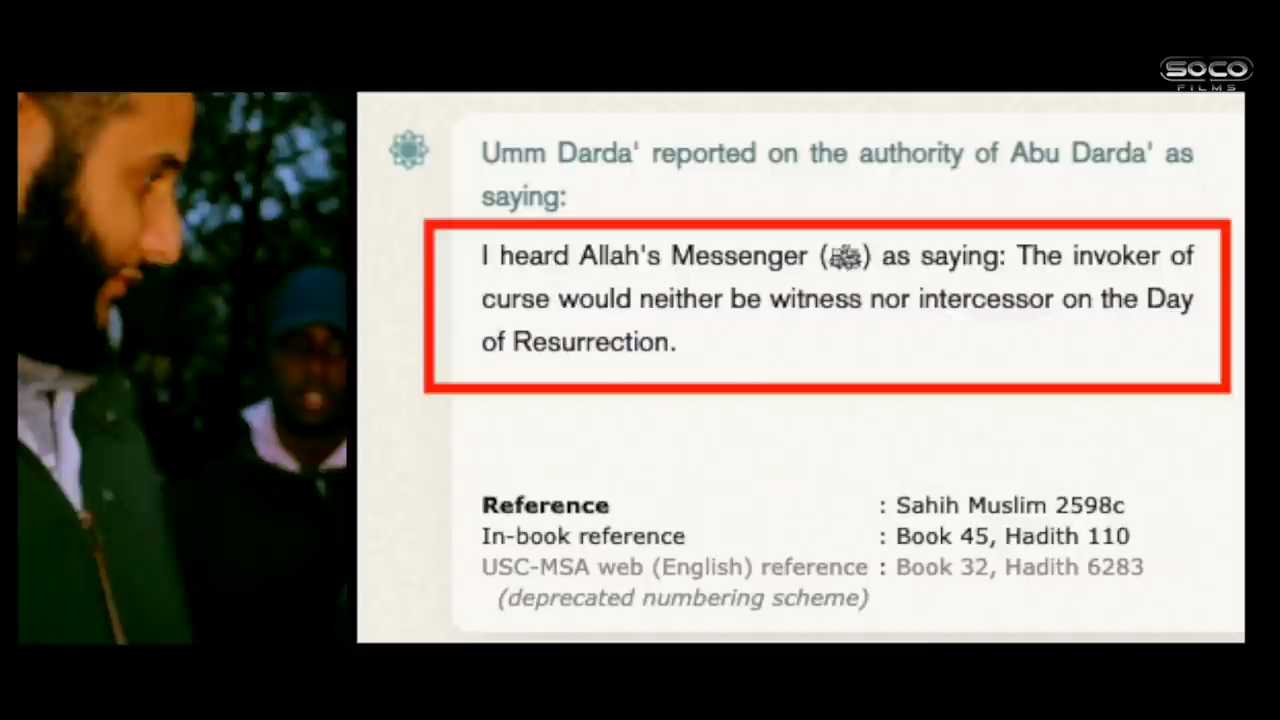 SOCO
FILMS
Umm Darda' reported on the authority of Abu Darda' as
saying:
I heard Allah's Messenger (ﷺ) as saying: The invoker of
curse would neither be witness nor intercessor on the Day
of Resurrection.
Reference : Sahih Muslim 2598c
In-book reference : Book 45, Hadith 110
USC-MSA web (English) reference : Book 32, Hadith 6283
(deprecated numbering scheme)